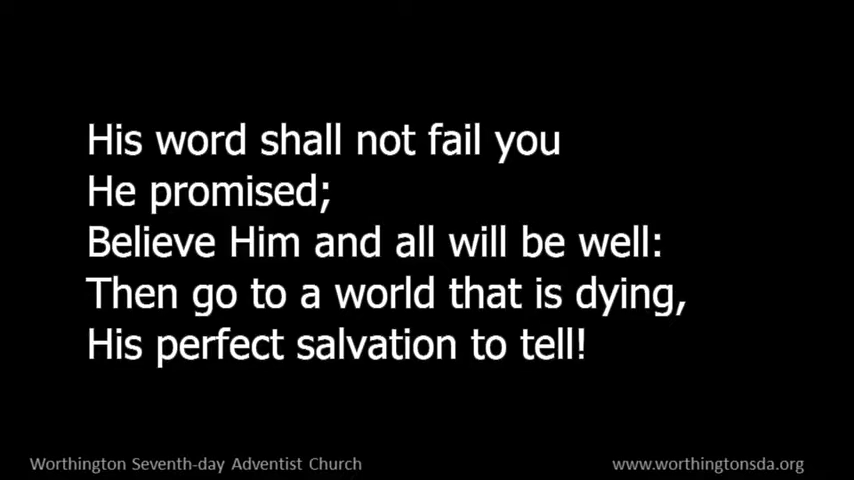 His word shall not fail you
He promised;
Believe Him and all will be well:
Then go to a world that is dying,
His perfect salvation to tell!
Worthington Seventh-day Adventist Church
www.worthingtonsda.org